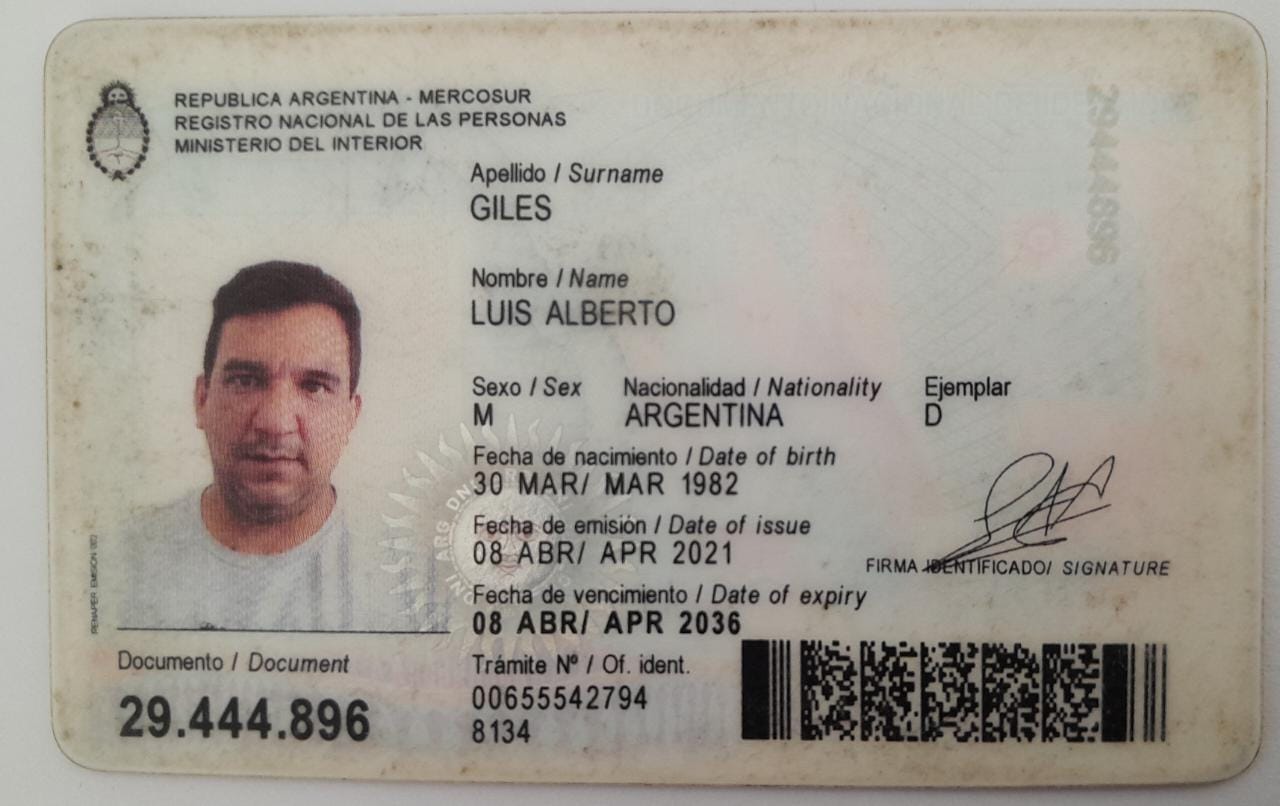 REPUBLICA ARGENTINA - MERCOSUR
REGISTRO NACIONAL DE LAS PERSONAS
MINISTERIO DEL INTERIOR
29444896
Apellido / Surname
GILES
Nombre / Name
LUIS ALBERTO
Sexo / Sex Nacionalidad / Nationality Ejemplar
M ARGENTINA D
Fecha de nacimiento / Date of birth
30 MAR/ MAR 1982
Fecha de emisión / Date of issue
08 ABR/ APR 2021
FIRMA IDENTIFICADO/ SIGNATURE
Fecha de vencimiento / Date of expiry
08 ABR/ APR 2036
Documento / Document
29.444.896
Trámite Nº / Of. ident.
00655542794
8134